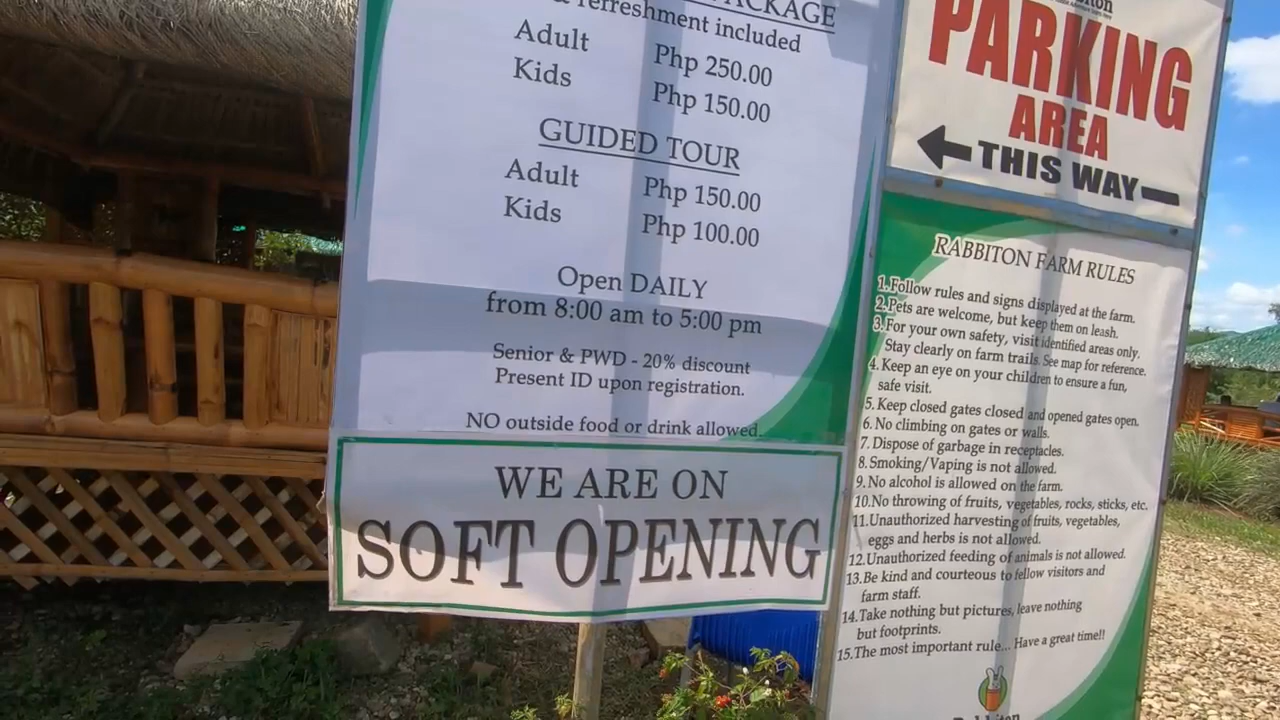 PACKAGE
& refreshment included
Adult Php 250.00
Kids Php 150.00
GUIDED TOUR
Adult Php 150.00
Kids Php 100.00
Open DAILY
from 8:00 am to 5:00 pm
Senior & PWD - 20% discount
Present ID upon registration.
NO outside food or drink allowed.
WE ARE ON
SOFT OPENING
PARKING
AREA
THIS WAY
RABBITON FARM RULES
1.Follow rules and signs displayed at the farm.
2.Pets are welcome, but keep them on leash.
3.For your own safety, visit identified areas only.
Stay clearly on farm trails. See map for reference.
4.Keep an eye on your children to ensure a fun,
safe visit.
5. Keep closed gates closed and opened gates open.
6. No climbing on gates or walls.
7. Dispose of garbage in receptacles.
8. Smoking/Vaping is not allowed.
9. No alcohol is allowed on the farm.
10.No throwing of fruits, vegetables, rocks, sticks, etc.
11.Unauthorized harvesting of fruits, vegetables,
eggs and herbs is not allowed.
12.Unauthorized feeding of animals is not allowed.
13.Be kind and courteous to fellow visitors and
farm staff.
14.Take nothing but pictures, leave nothing
but footprints.
15.The most important rule... Have a great time!!
Rabbiton